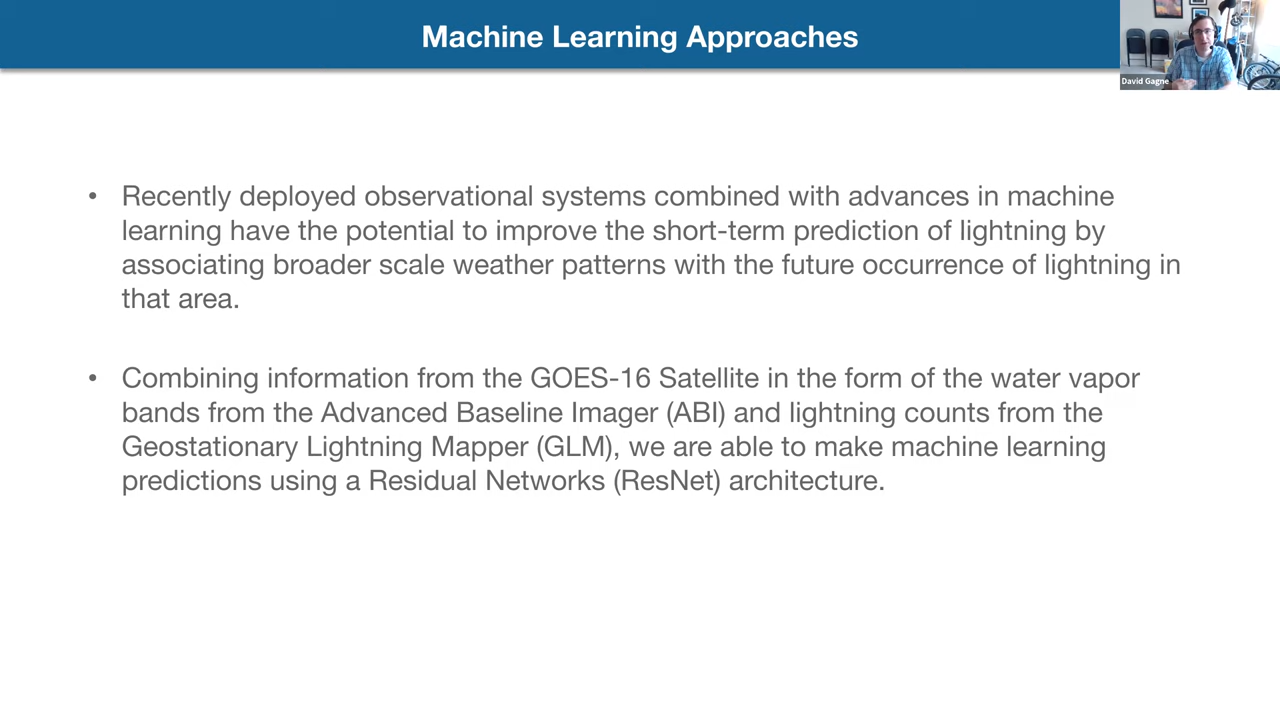 Machine Learning Approaches
David Gagne
• Recently deployed observational systems combined with advances in machine
learning have the potential to improve the short-term prediction of lightning by
associating broader scale weather patterns with the future occurrence of lightning in
that area.
• Combining information from the GOES-16 Satellite in the form of the water vapor
bands from the Advanced Baseline Imager (ABI) and lightning counts from the
Geostationary Lightning Mapper (GLM), we are able to make machine learning
predictions using a Residual Networks (ResNet) architecture.